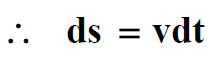 ∴ ds = vdt